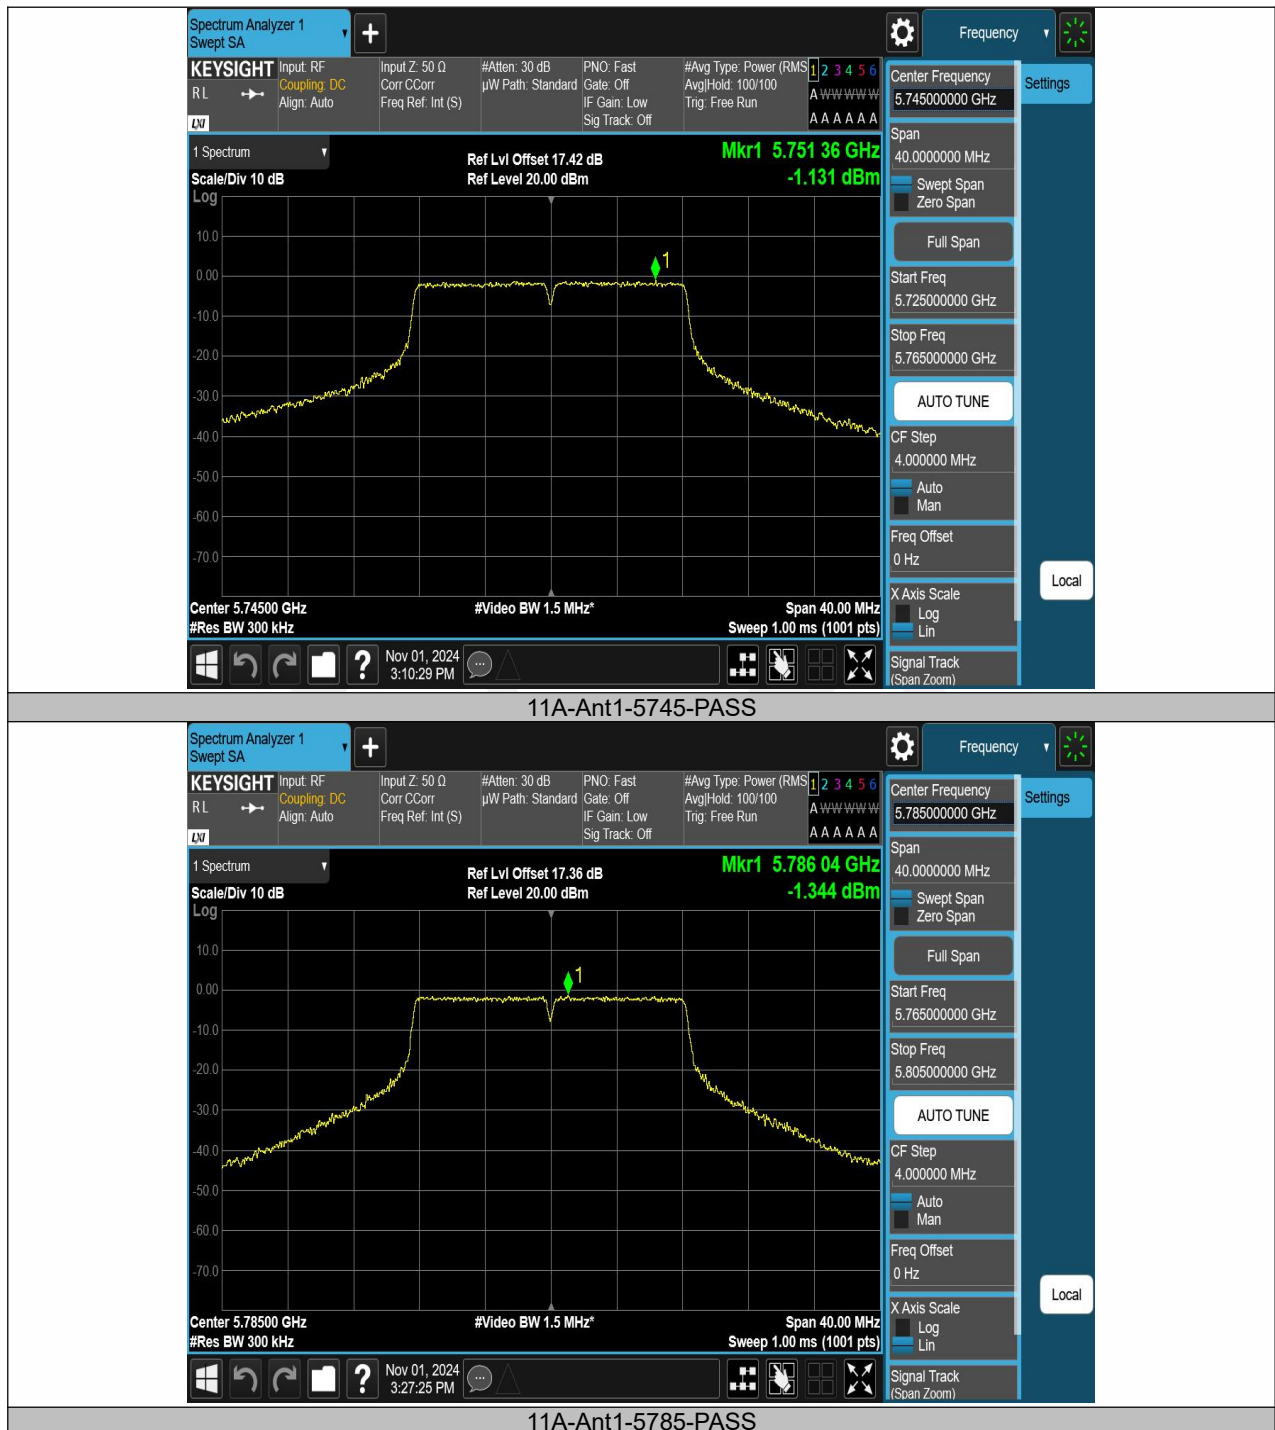 Spectrum Analyzer 1
Swept SA
Frequency
KEYSIGHT
R L
LXI
Input: RF
Coupling: DC
Align: Auto
Input Z: 50 Ω
Corr CCorr
Freq Ref: Int (S)
#Atten: 30 dB
µW Path: Standard
PNO: Fast
Gate: Off
IF Gain: Low
Sig Track: Off
#Avg Type: Power (RMS
Avg|Hold: 100/100
Trig: Free Run
1 2 3 4 5 6
A W W W W W
A A A A A A
Center Frequency
5.745000000 GHz
Settings
Span
40.0000000 MHz
Swept Span
Zero Span
Full Span
Start Freq
5.725000000 GHz
Stop Freq
5.765000000 GHz
AUTO TUNE
CF Step
4.000000 MHz
Auto
Man
Freq Offset
0 Hz
X Axis Scale
Log
Lin
Signal Track
(Span Zoom)
Local
1 Spectrum
Scale/Div 10 dB
Log
Ref Lvl Offset 17.42 dB
Ref Level 20.00 dBm
Mkr1 5.751 36 GHz
-1.131 dBm
1
10.0
0.00
-10.0
-20.0
-30.0
-40.0
-50.0
-60.0
-70.0
Center 5.74500 GHz
#Res BW 300 kHz
#Video BW 1.5 MHz*
Span 40.00 MHz
Sweep 1.00 ms (1001 pts)
?
Nov 01, 2024
3:10:29 PM
11A-Ant1-5745-PASS
Spectrum Analyzer 1
Swept SA
Frequency
KEYSIGHT
R L
LXI
Input: RF
Coupling: DC
Align: Auto
Input Z: 50 Ω
Corr CCorr
Freq Ref: Int (S)
#Atten: 30 dB
µW Path: Standard
PNO: Fast
Gate: Off
IF Gain: Low
Sig Track: Off
#Avg Type: Power (RMS
Avg|Hold: 100/100
Trig: Free Run
1 2 3 4 5 6
A W W W W W
A A A A A A
Center Frequency
5.785000000 GHz
Settings
Span
40.0000000 MHz
Swept Span
Zero Span
Full Span
Start Freq
5.765000000 GHz
Stop Freq
5.805000000 GHz
AUTO TUNE
CF Step
4.000000 MHz
Auto
Man
Freq Offset
0 Hz
X Axis Scale
Log
Lin
Signal Track
(Span Zoom)
Local
1 Spectrum
Scale/Div 10 dB
Log
Ref Lvl Offset 17.36 dB
Ref Level 20.00 dBm
Mkr1 5.786 04 GHz
-1.344 dBm
1
10.0
0.00
-10.0
-20.0
-30.0
-40.0
-50.0
-60.0
-70.0
Center 5.78500 GHz
#Res BW 300 kHz
#Video BW 1.5 MHz*
Span 40.00 MHz
Sweep 1.00 ms (1001 pts)
?
Nov 01, 2024
3:27:25 PM
11A-Ant1-5785-PASS